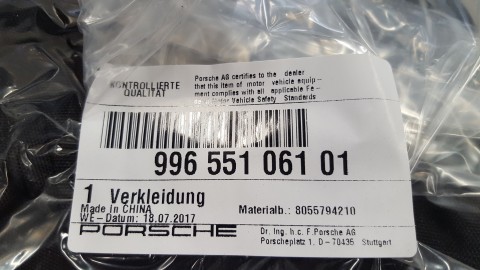 KONTROLLIERTE
QUALITÄT
Porsche AG certifies to the dealer
that this item of motor vehicle equip-
ment complies with all applicable Fe-
Motor Vehicle Safety Standards
996 551 061 01
1 Verkleidung
Made in CHINA
WE-Datum: 18.07.2017
Materialb.: 8055794210
PORSCHE
Dr. Ing. h.c. F.Porsche AG
Porscheplatz 1, D-70435 Stuttgart